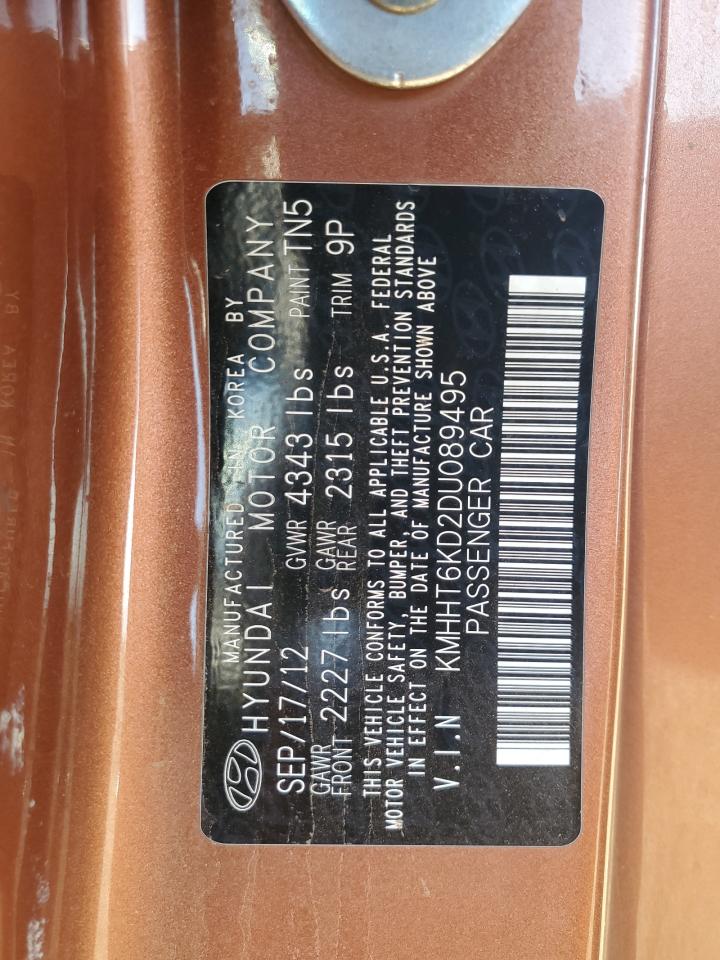 MANUFACTURED IN KOREA BY
HYUNDAI MOTOR COMPANY
SEP/17/12 GVWR 4343 lbs PAINT TN5
GAWR FRONT 2227 lbs GAWR REAR 2315 lbs TRIM 9P
THIS VEHICLE CONFORMS TO ALL APPLICABLE U.S.A. FEDERAL
MOTOR VEHICLE SAFETY, BUMPER, AND THEFT PREVENTION STANDARDS
IN EFFECT ON THE DATE OF MANUFACTURE SHOWN ABOVE
V.I.N KMHHT6KD2DU089495
PASSENGER CAR